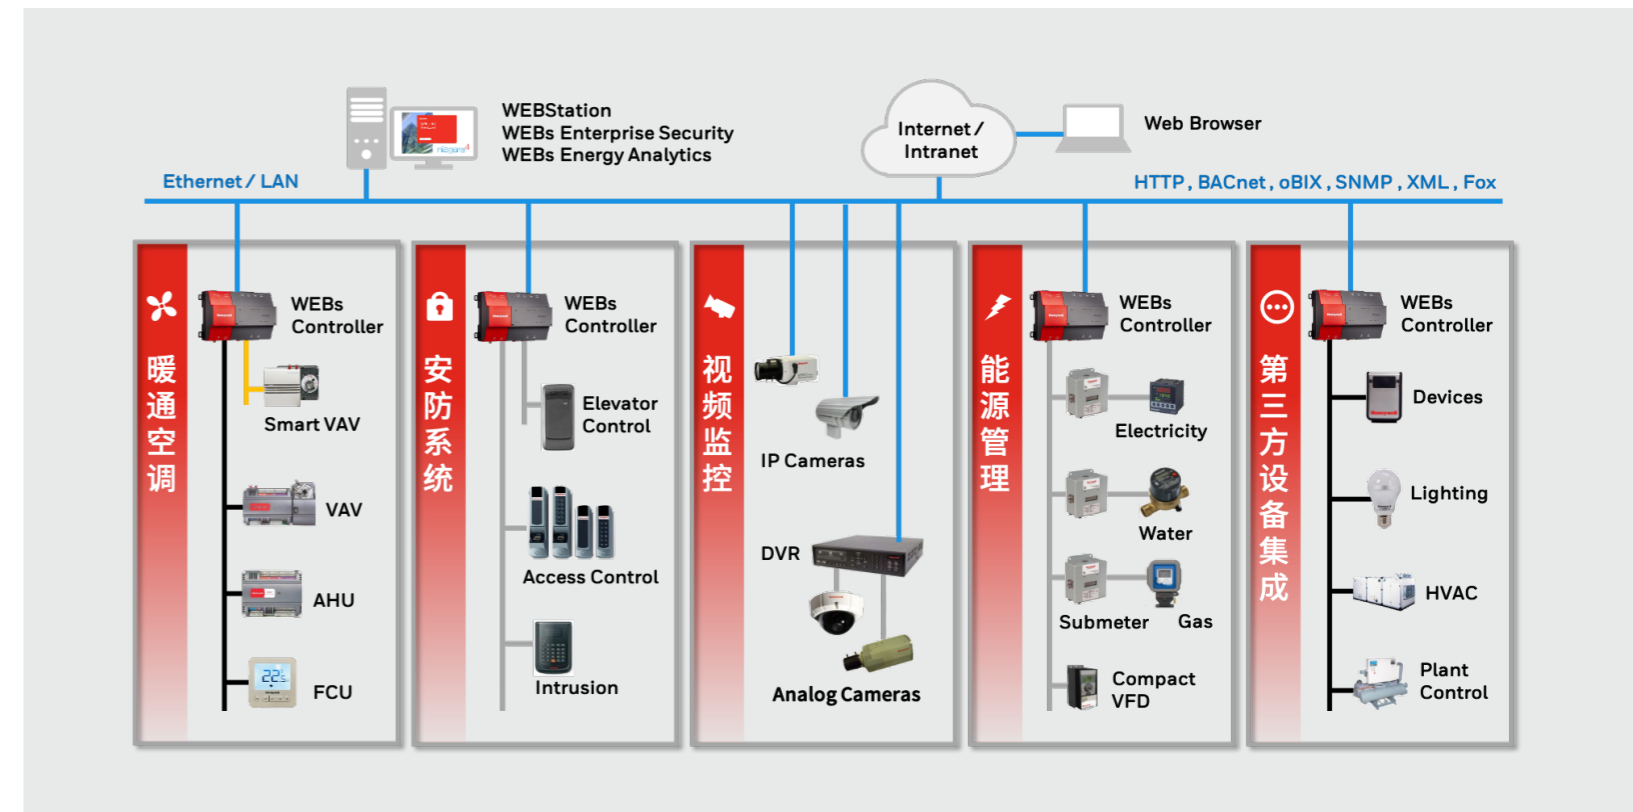 WEBStation
WEBs Enterprise Security
WEBs Energy Analytics
Internet /
Intranet
Web Browser
Ethernet / LAN
HTTP , BACnet , oBIX , SNMP , XML , Fox
暖通空调
WEBs
Controller
Smart VAV
VAV
AHU
FCU
安防系统
WEBs
Controller
Elevator
Control
Access Control
Intrusion
视频监控
IP Cameras
DVR
Analog Cameras
能源管理
WEBs
Controller
Electricity
Water
Submeter
Gas
Compact
VFD
第三方设备集成
WEBs
Controller
Devices
Lighting
HVAC
Plant
Control